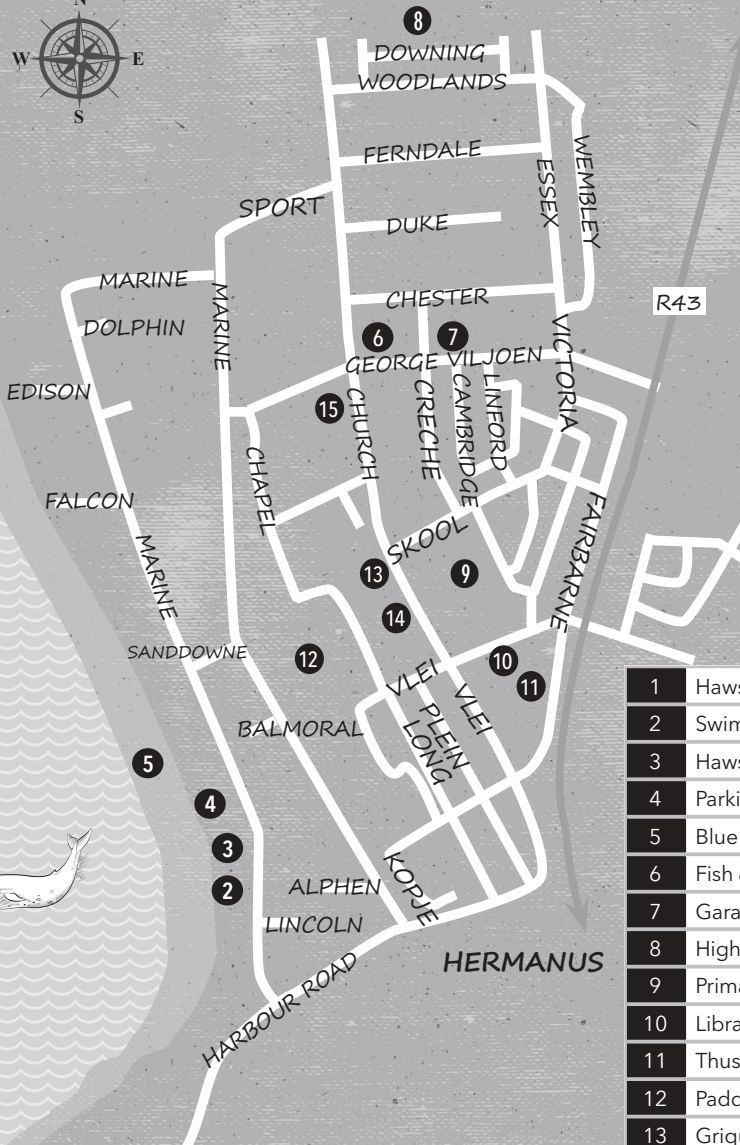 N
W E
S
8
DOWNING
WOODLANDS
FERNDALE
WEMBLEY
ESSEX
SPORT
DUKE
MARINE
MARINE
CHESTER
R43
DOLPHIN
6
7
VICTORIA
GEORGE VILJOEN
EDISON
15
CHURCH
CRECHE
CAMBRIDGE
LINFORD
CHAPEL
FALCON
SKOOL
FAIRBARNE
MARINE
13
9
14
SANDDOWNE
12
10
11
VLEI
VLEI
PLEIN
LONG
BALMORAL
5
4
3
2
ALPHEN
KOPJE
LINCOLN
HERMANUS
HARBOUR ROAD
1
2
3
4
5 Blue
6 Fish
7
8 High
9
10
11
12
13